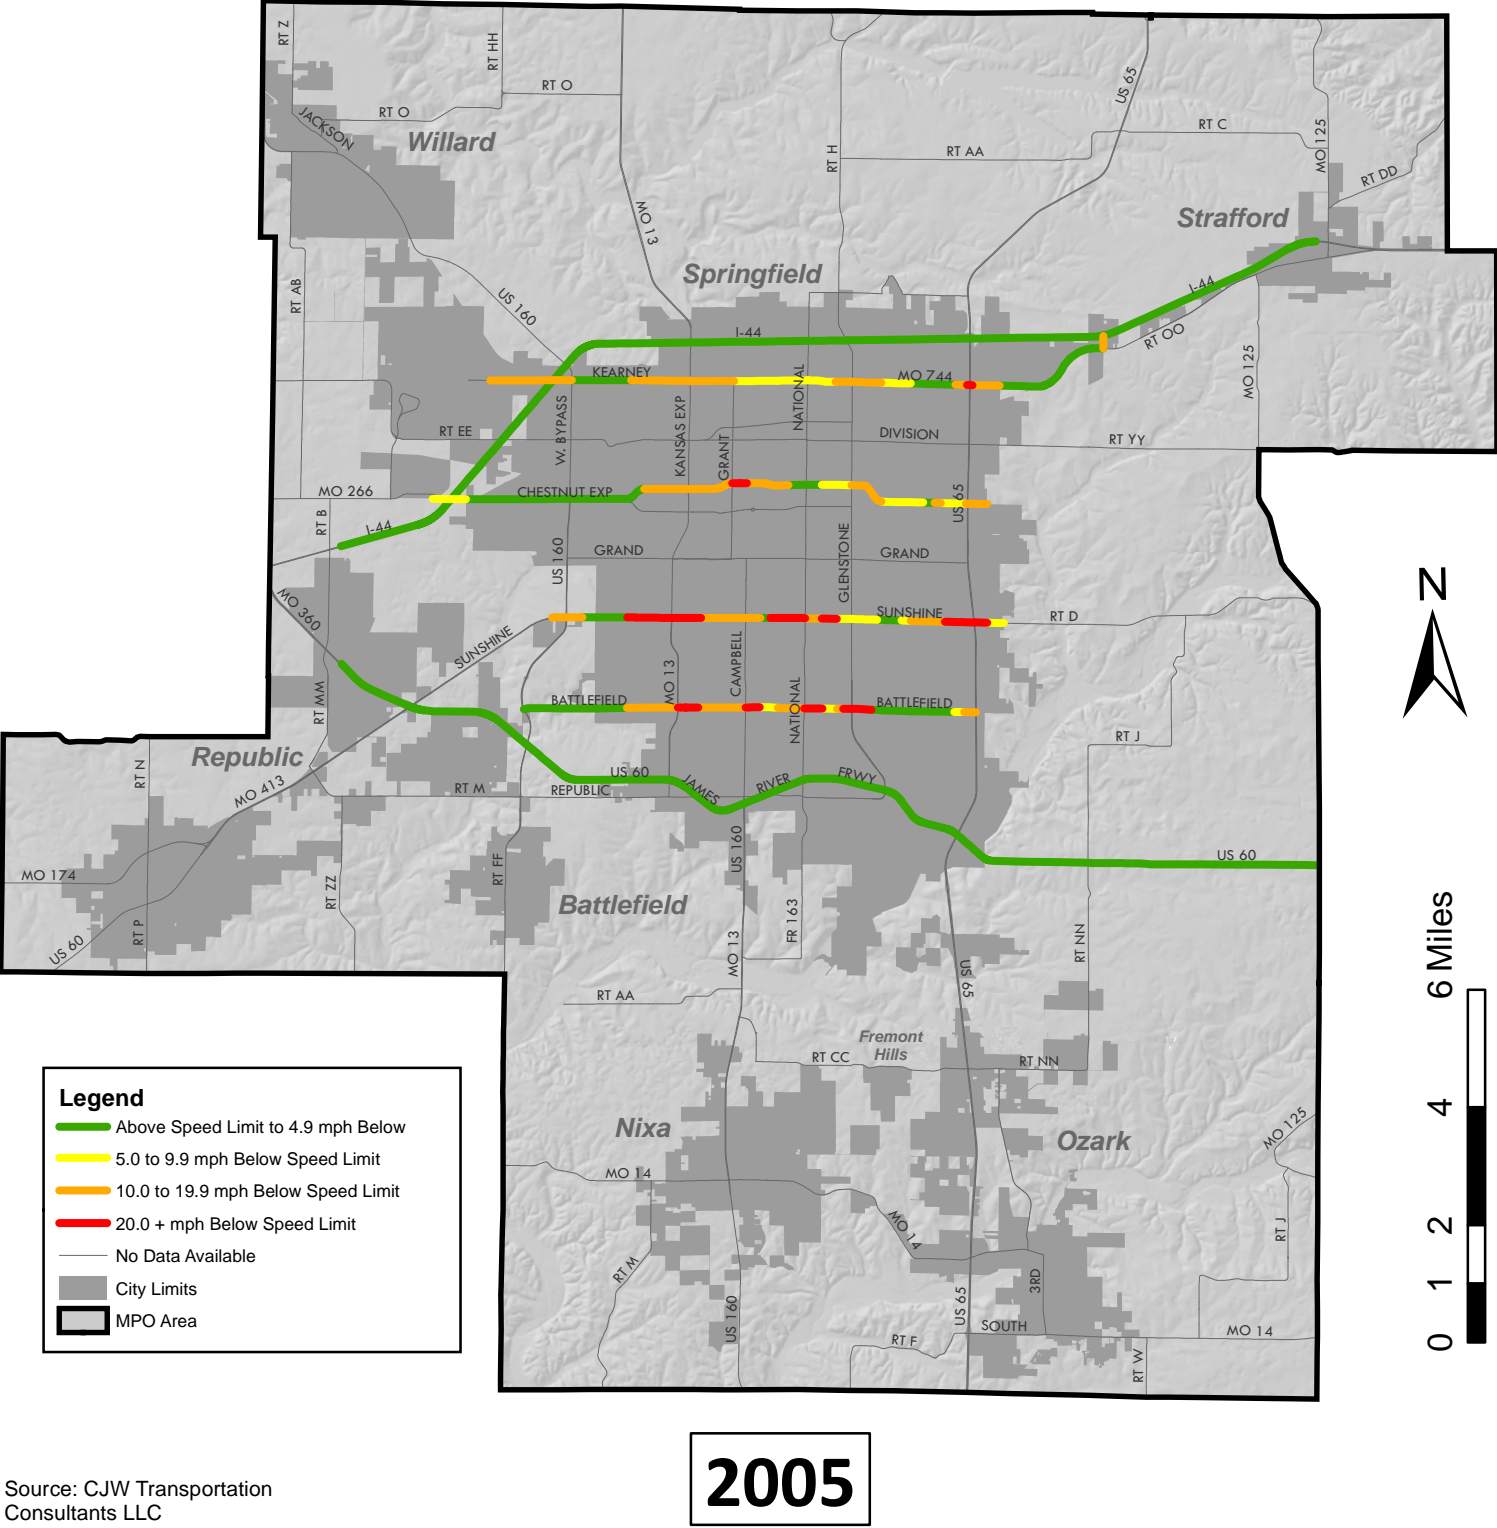 RT Z
RT HH
RT O
RT O
JACKSON
Willard
RT H
US 65
RT C
RT AA
MO 125
RT DD
Strafford
MO 13
Springfield
RT AB
US 160
I-44
I-44
RT OO
MO 125
KEARNEY
NATIONAL
MO 744
W. BYPASS
KANSAS EXP
GRANT
RT EE
DIVISION
RT YY
MO 266
CHESTNUT EXP
US 65
RT B
I-44
US 160
GRAND
GLENSTONE
GRAND
MO 360
SUNSHINE
SUNSHINE
RT D
N
RT MM
MO 13
CAMPBELL
NATIONAL
BATTLEFIELD
BATTLEFIELD
RT J
Republic
RT N
MO 413
RT M
US 60
REPUBLIC
JAMES
RIVER
FRWY
US 160
US 60
MO 174
RT ZZ
RT FF
Battlefield
FR 163
RT P
US 60
MO 13
RT NN
US 65
RT AA
Fremont
Hills
RT CC
RT NN
Nixa
Ozark
MO 125
MO 14
MO 14
RT J
RT M
3RD
US 160
US 65
SOUTH
RT F
MO 14
RT W
0 1 2 4 6 Miles
Legend
Above Speed Limit to 4.9 mph Below
5.0 to 9.9 mph Below Speed Limit
10.0 to 19.9 mph Below Speed Limit
20.0 + mph Below Speed Limit
No Data Available
City Limits
MPO Area
2005
Source: CJW Transportation
Consultants LLC